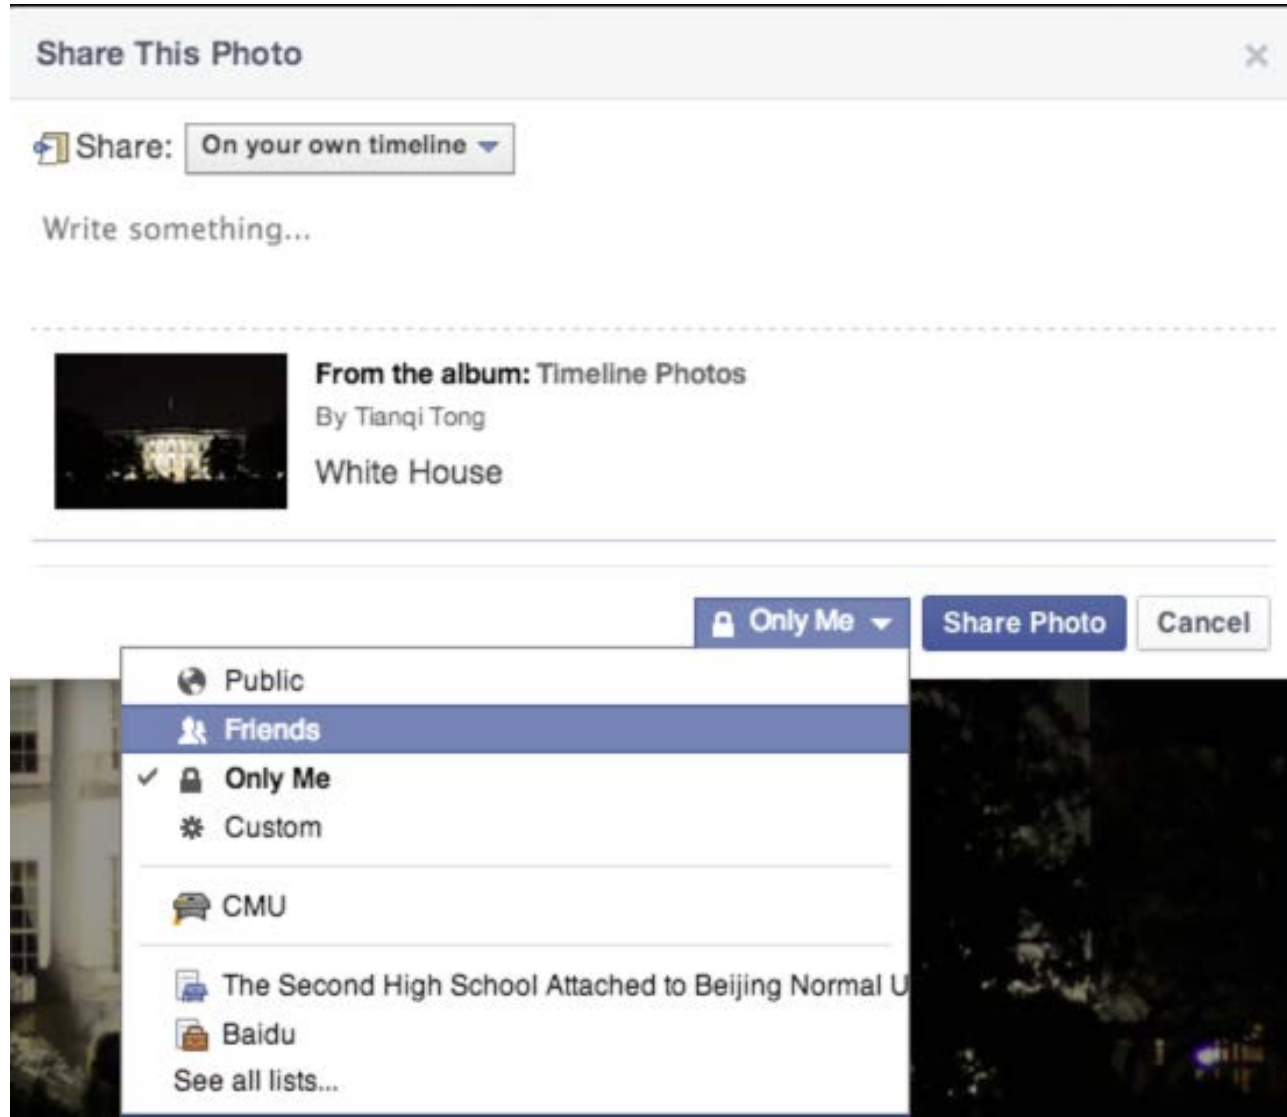 Share This Photo
Share: On your own timeline
Write something...
From the album: Timeline Photos
By Tianqi Tong
White House
Only Me Share Photo Cancel
Public
Friends
Only Me
Custom
CMU
The Second High School Attached to Beijing Normal U
Baidu
See all lists...